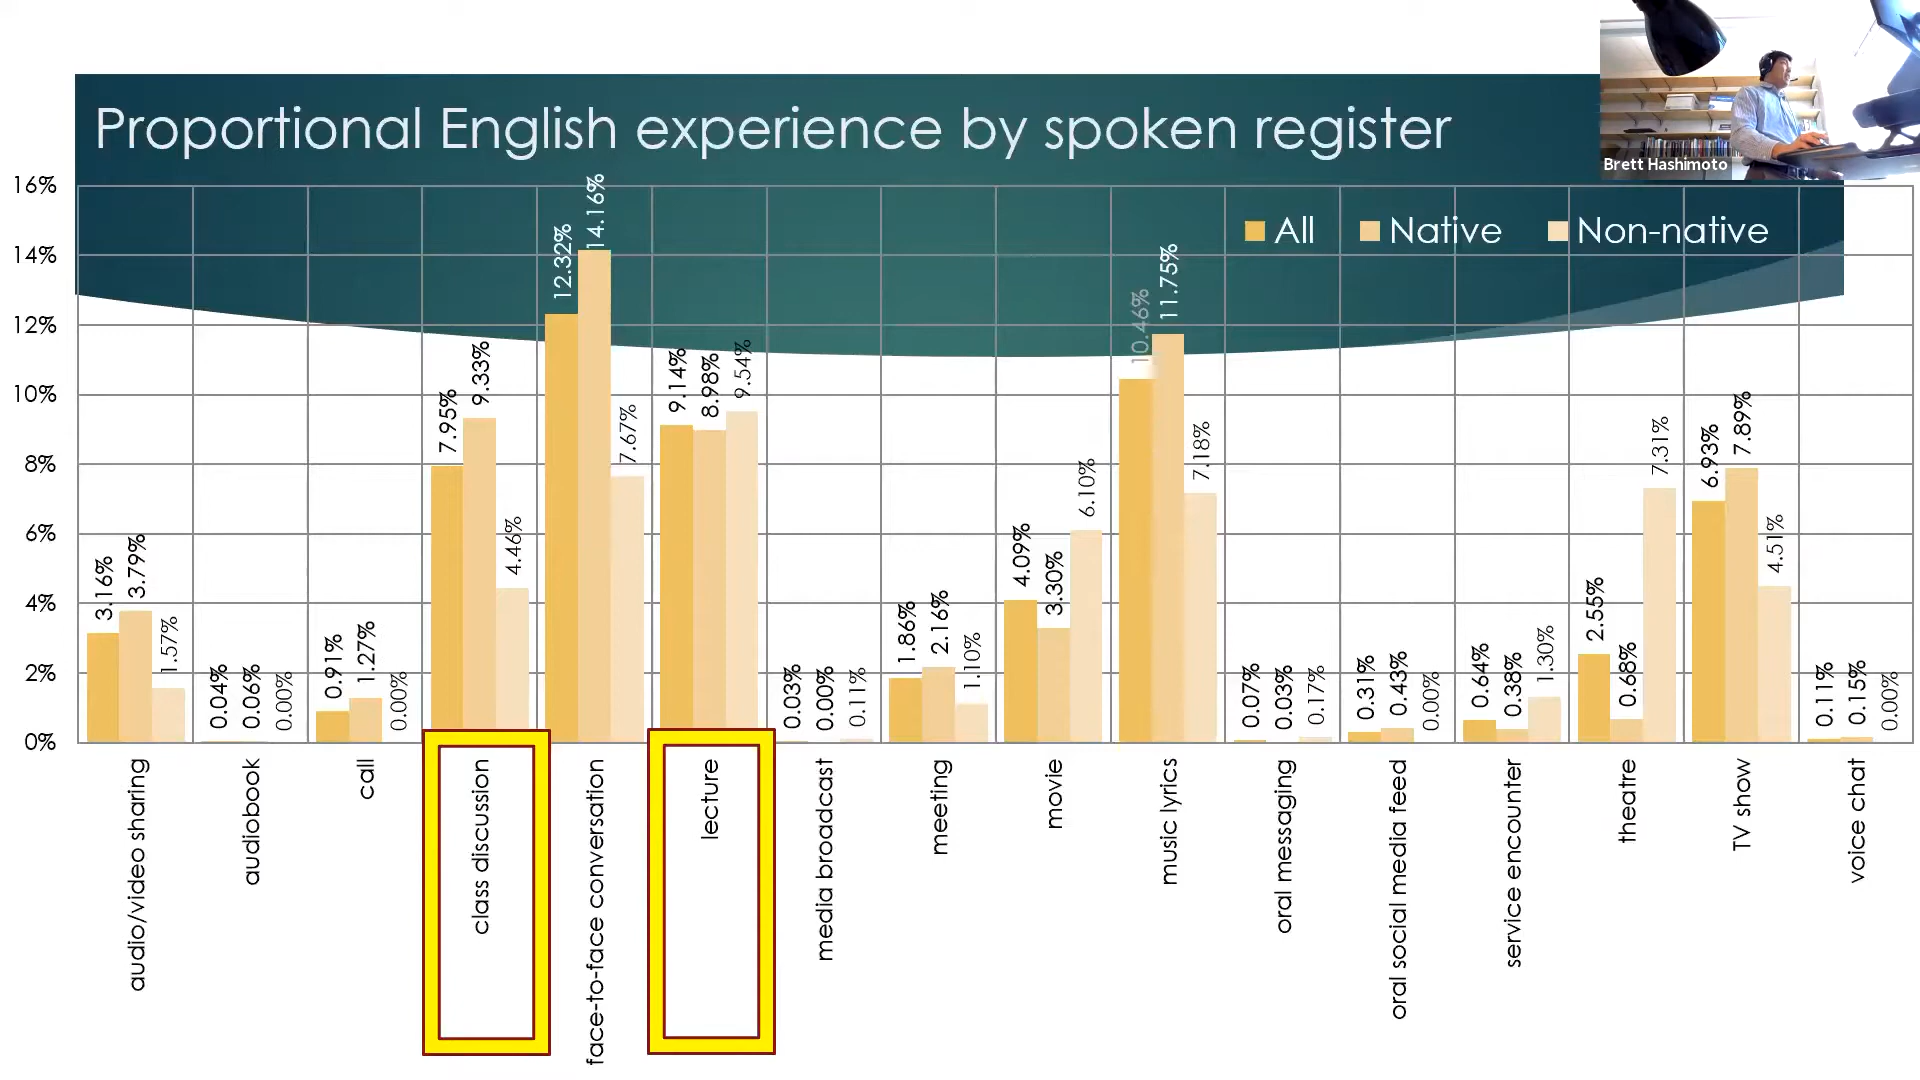 Proportional English experience by spoken register
Brett Hashimoto
All
Native
Non-native
16%
14%
12%
10%
8%
6%
4%
2%
0%
3.16%
3.79%
1.57%
0.04%
0.06%
0.00%
0.91%
1.27%
0.00%
7.95%
9.33%
4.46%
12.32%
14.16%
7.67%
9.14%
8.98%
9.54%
0.03%
0.00%
0.11%
1.86%
2.16%
1.10%
4.09%
3.30%
6.10%
10.46%
11.75%
7.18%
0.07%
0.03%
0.17%
0.31%
0.43%
0.00%
0.64%
0.38%
1.30%
2.55%
0.68%
7.31%
6.93%
7.89%
4.51%
0.11%
0.15%
0.00%
audio/video sharing
audiobook
call
class discussion
face-to-face conversation
lecture
media broadcast
meeting
movie
music lyrics
oral messaging
oral social media feed
service encounter
theatre
TV show
voice chat